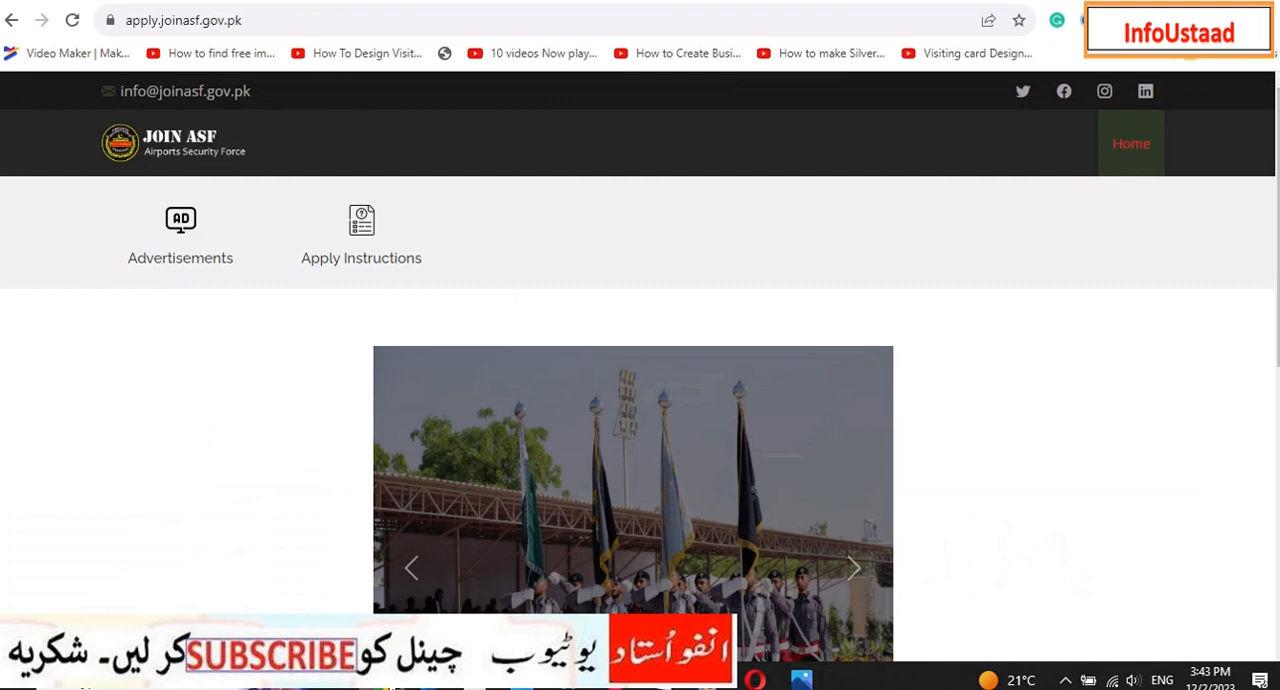 apply.joinasf.gov.pk
InfoUstaad
Video Maker | Mak... How to find free im... How To Design Visit... 10 videos Now play... How to Create Busi... How to make Silver... Visiting card Design...
info@joinasf.gov.pk
JOIN ASF
Airports Security Force
Home
AD
Advertisements Apply Instructions
انفو اُستاد یوٹیوب چینل کو SUBSCRIBE کر لیں۔ شکریہ
21°C ENG 3:43 PM
12/2/2023